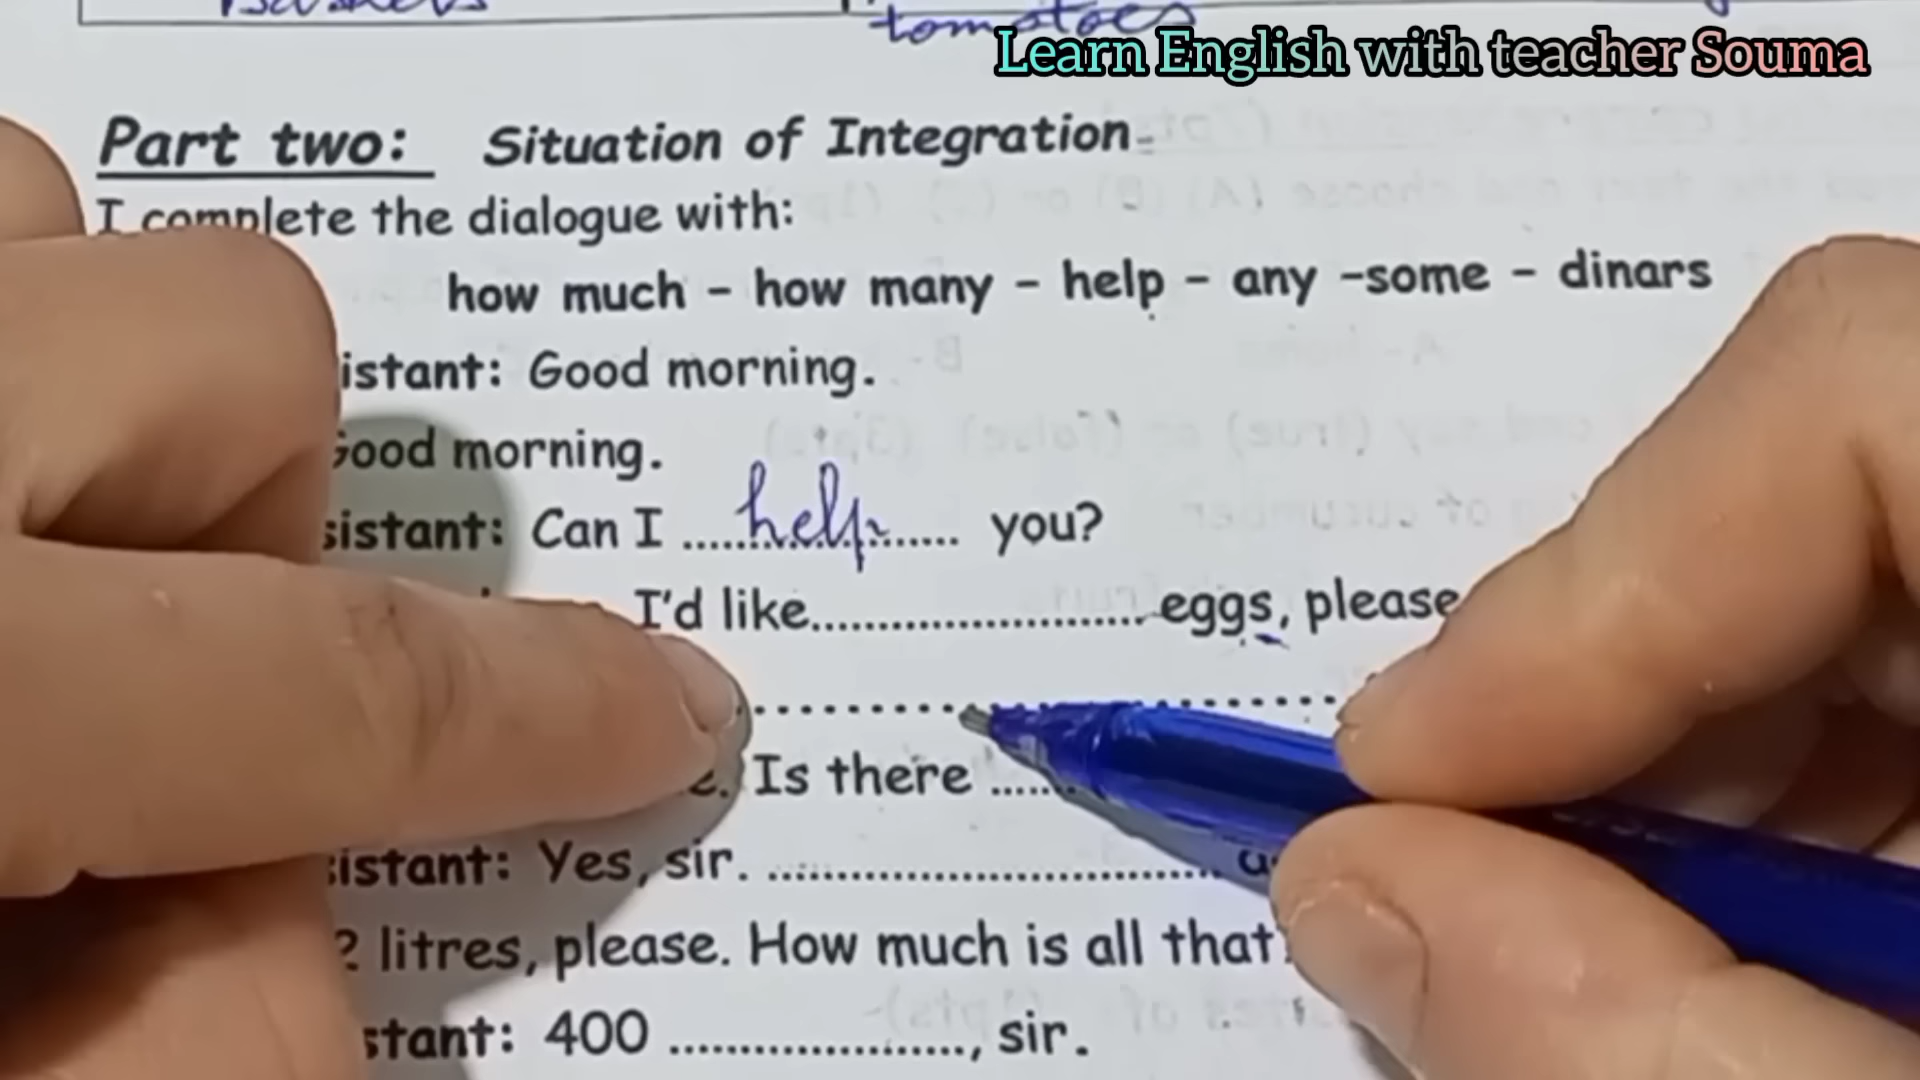 tomatoes
Learn English with teacher Souma
Part two: Situation of Integration
I complete the dialogue with:
how much - how many - help - any -some - dinars
istant: Good morning.
Good morning.
sistant: Can I ....help...... you?
I'd like........................ eggs, please
....................
e. Is there ......
istant: Yes, sir. ................................
2 litres, please. How much is all that
stant: 400 ....................., sir.